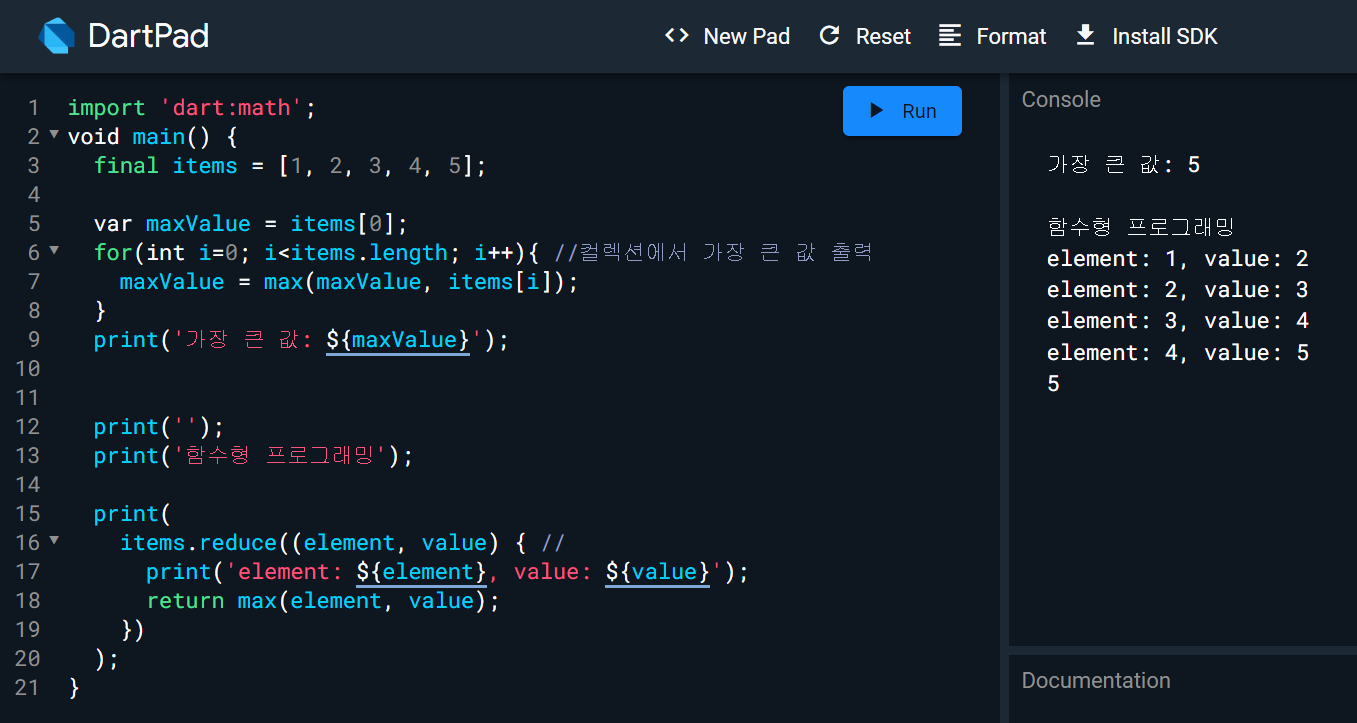 DartPad
New Pad Reset Format Install SDK
Run
1 import 'dart:math';
2 void main() {
3 final items = [1, 2, 3, 4, 5];
4
5 var maxValue = items[0];
6 for(int i=0; i<items.length; i++){ //컬렉션에서 가장 큰 값 출력
7 maxValue = max(maxValue, items[i]);
8 }
9 print('가장 큰 값: ${maxValue}');
10
11
12 print('');
13 print('함수형 프로그래밍');
14
15 print(
16 items.reduce((element, value) { //
17 print('element: ${element}, value: ${value}');
18 return max(element, value);
19 })
20 );
21 }
Console
가장 큰 값: 5
함수형 프로그래밍
element: 1, value: 2
element: 2, value: 3
element: 3, value: 4
element: 4, value: 5
5
Documentation